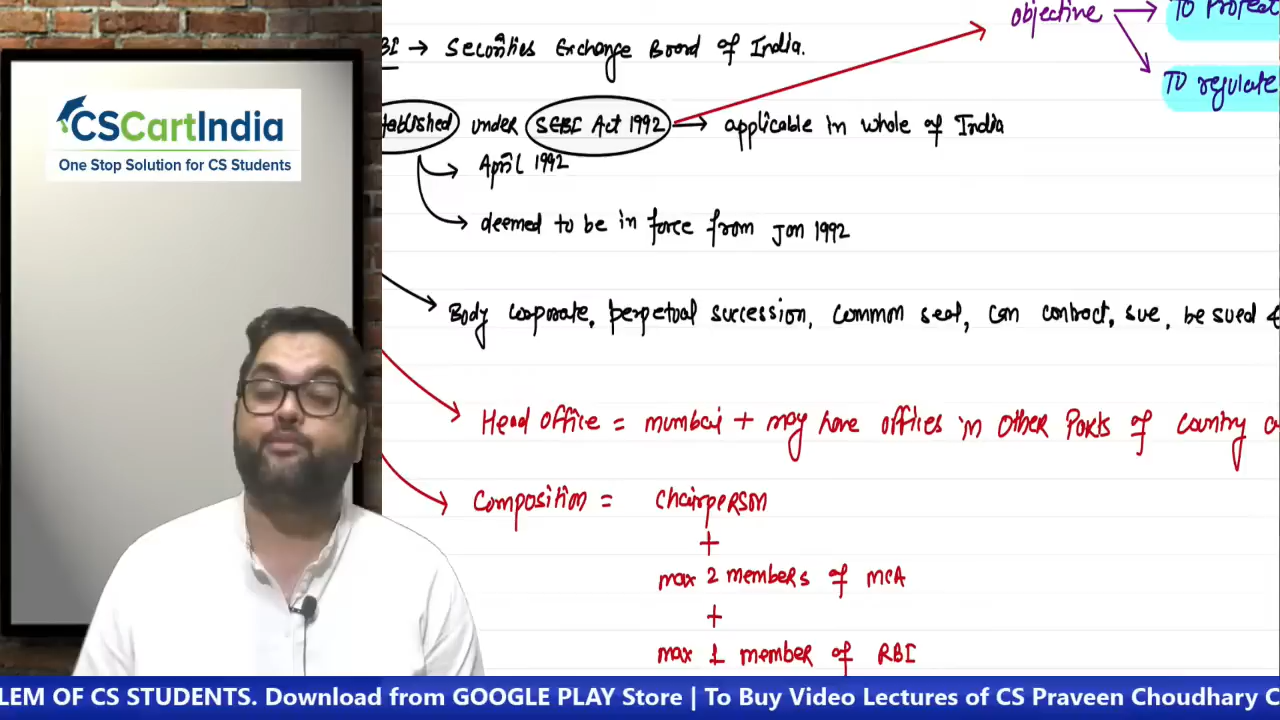 objective → To protect
To regulate
BI → Securities Exchange Board of India.
tablished under SEBI Act 1992 → applicable in whole of India
April 1992
deemed to be in force from Jan 1992
Body corporate, perpetual succession, common seal, can contract, sue, be sued &
Head office = mumbai + may have offices in other Parts of country
Composition = Chairperson
+
max 2 members of MCA
+
max 1 member of RBI
CSCartIndia
One Stop Solution for CS Students
LEM OF CS STUDENTS. Download from GOOGLE PLAY Store | To Buy Video Lectures of CS Praveen Choudhary C